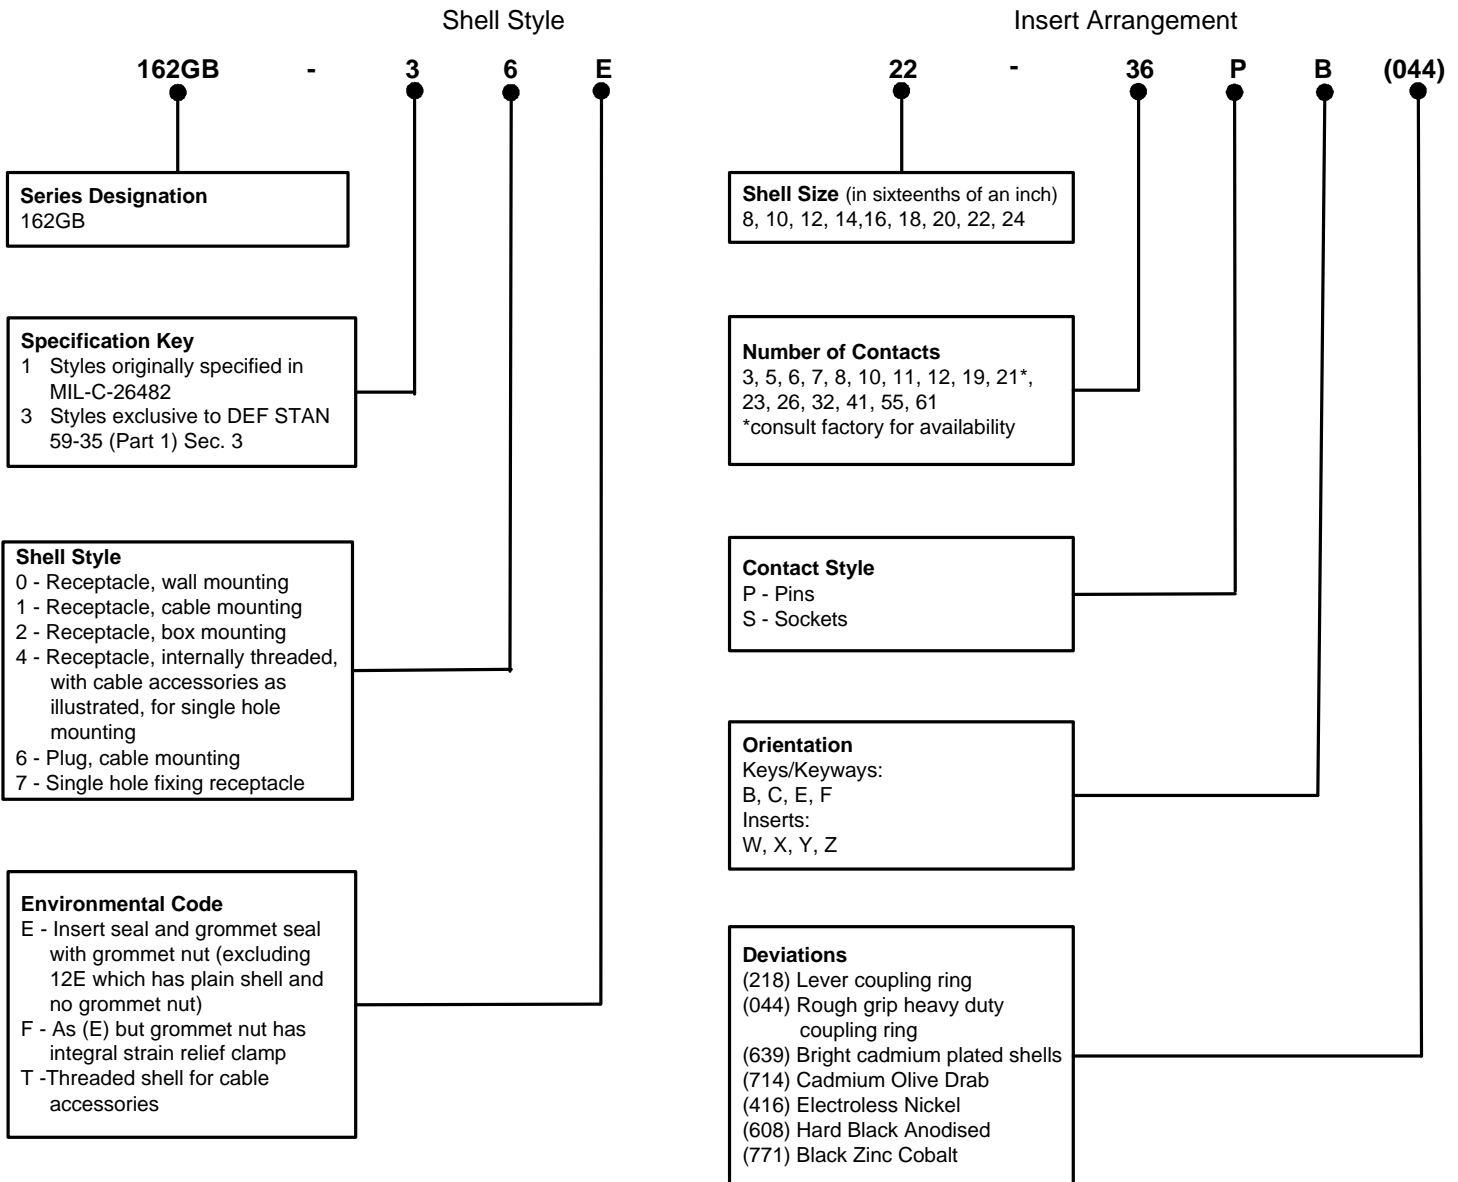 Shell Style
Insert Arrangement
162GB - 3 6 E
22 - 36 P B (044)
Series Designation
162GB
Specification Key
1 Styles originally specified in
MIL-C-26482
3 Styles exclusive to DEF STAN
59-35 (Part 1) Sec. 3
Shell Style
0 - Receptacle, wall mounting
1 - Receptacle, cable mounting
2 - Receptacle, box mounting
4 - Receptacle, internally threaded,
with cable accessories as
illustrated, for single hole
mounting
6 - Plug, cable mounting
7 - Single hole fixing receptacle
Environmental Code
E - Insert seal and grommet seal
with grommet nut (excluding
12E which has plain shell and
no grommet nut)
F - As (E) but grommet nut has
integral strain relief clamp
T -Threaded shell for cable
accessories
Shell Size (in sixteenths of an inch)
8, 10, 12, 14,16, 18, 20, 22, 24
Number of Contacts
3, 5, 6, 7, 8, 10, 11, 12, 19, 21*,
23, 26, 32, 41, 55, 61
*consult factory for availability
Contact Style
P - Pins
S - Sockets
Orientation
Keys/Keyways:
B, C, E, F
Inserts:
W, X, Y, Z
Deviations
(218) Lever coupling ring
(044) Rough grip heavy duty
coupling ring
(639) Bright cadmium plated shells
(714) Cadmium Olive Drab
(416) Electroless Nickel
(608) Hard Black Anodised
(771) Black Zinc Cobalt